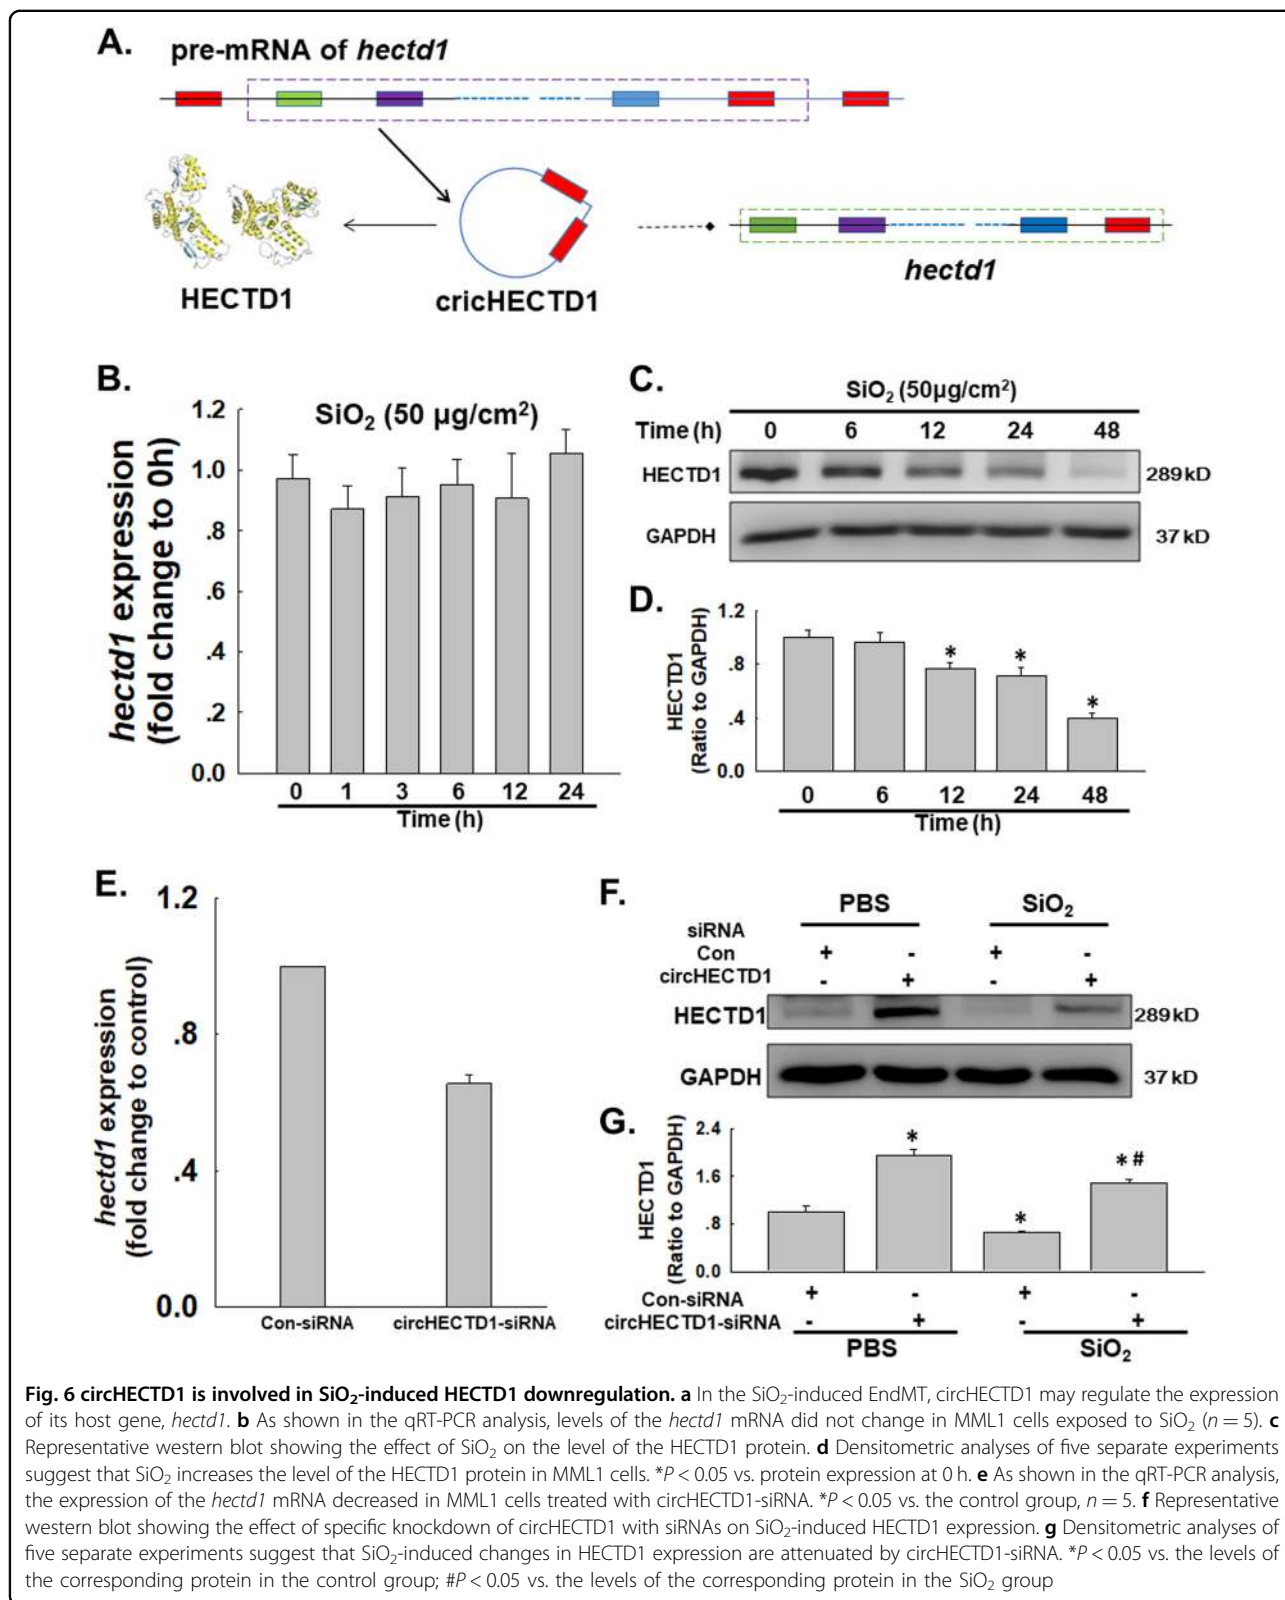 A.
pre-mRNA of hectd1
HECTD1
cricHECTD1
hectd1
B.
SiO2 (50 µg/cm2)
hectd1 expression
(fold change to 0h)
1.2
1.0
.8
.6
.4
.2
0.0
0 1 3 6 12 24
Time (h)
C.
SiO2 (50µg/cm2)
Time (h) 0 6 12 24 48
HECTD1 289kD
GAPDH 37 kD
D.
HECTD1
(Ratio to GAPDH)
1.2
.8
.4
0.0
* * *
0 6 12 24 48
Time (h)
E.
hectd1 expression
(fold change to control)
1.2
.8
.4
0.0
Con-siRNA circHECTD1-siRNA
F.
PBS SiO2
siRNA
Con + - + -
circHECTD1 - + - +
HECTD1 289kD
GAPDH 37 kD
G.
HECTD1
(Ratio to GAPDH)
2.4
1.6
.8
0.0
* * *#
Con-siRNA + - + -
circHECTD1-siRNA - + - +
PBS SiO2
Fig. 6 circHECTD1 is involved in SiO2-induced HECTD1 downregulation. a In the SiO2-induced EndMT, circHECTD1 may regulate the expression
of its host gene, hectd1. b As shown in the qRT-PCR analysis, levels of the hectd1 mRNA did not change in MML1 cells exposed to SiO2 (n = 5). c
Representative western blot showing the effect of SiO2 on the level of the HECTD1 protein. d Densitometric analyses of five separate experiments
suggest that SiO2 increases the level of the HECTD1 protein in MML1 cells. *P < 0.05 vs. protein expression at 0 h. e As shown in the qRT-PCR analysis,
the expression of the hectd1 mRNA decreased in MML1 cells treated with circHECTD1-siRNA. *P < 0.05 vs. the control group, n = 5. f Representative
western blot showing the effect of specific knockdown of circHECTD1 with siRNAs on SiO2-induced HECTD1 expression. g Densitometric analyses of
five separate experiments suggest that SiO2-induced changes in HECTD1 expression are attenuated by circHECTD1-siRNA. *P < 0.05 vs. the levels of
the corresponding protein in the control group; #P < 0.05 vs. the levels of the corresponding protein in the SiO2 group